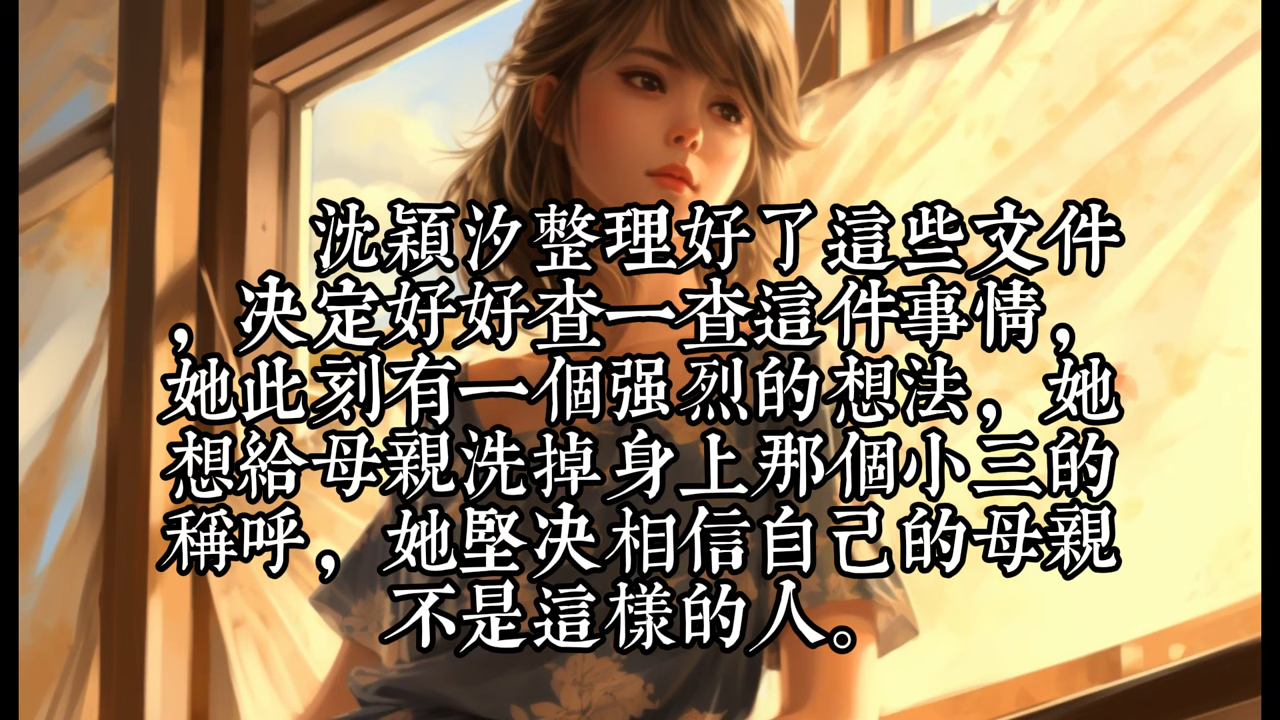 沈穎汐整理好了這些文件
，决定好好查一查這件事情，
她此刻有一個强烈的想法，她
想給母親洗掉身上那個小三的
稱呼，她堅决相信自己的母親
不是這樣的人。